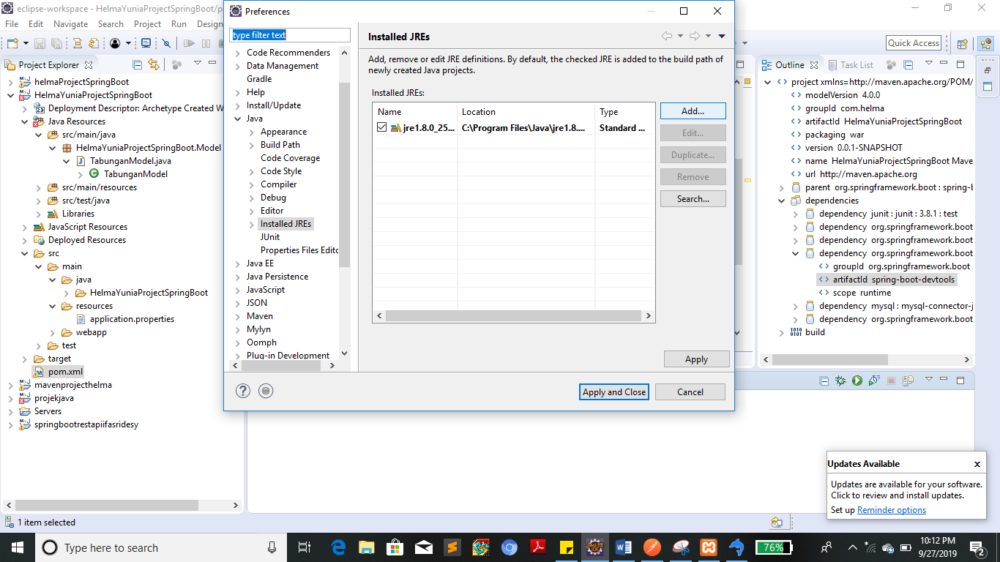 eclipse-workspace - HelmaYuniaProjectSpringBoot/po
File Edit Navigate Search Project Run Design
Quick Access
Project Explorer
helmaProjectSpringBoot
HelmaYuniaProjectSpringBoot
Deployment Descriptor: Archetype Created W
Java Resources
src/main/java
HelmaYuniaProjectSpringBoot.Model
TabunganModel.java
TabunganModel
src/main/resources
src/test/java
Libraries
JavaScript Resources
Deployed Resources
src
main
java
HelmaYuniaProjectSpringBoot
resources
application.properties
webapp
test
target
pom.xml
mavenprojecthelma
projekjava
Servers
springbootrestapiifasridesy
1 item selected
Preferences
type filter text
Code Recommenders
Data Management
Gradle
Help
Install/Update
Java
Appearance
Build Path
Code Coverage
Code Style
Compiler
Debug
Editor
Installed JREs
JUnit
Properties Files Edito
Java EE
Java Persistence
JavaScript
JSON
Maven
Mylyn
Oomph
Plug-in Development
Installed JREs
Add, remove or edit JRE definitions. By default, the checked JRE is added to the build path of
newly created Java projects.
Installed JREs:
Name Location Type
jre1.8.0_25... C:\Program Files\Java\jre1.8.... Standard ...
Add...
Edit...
Duplicate...
Remove
Search...
Apply
Apply and Close
Cancel
Outline
Task List
project xmlns=http://maven.apache.org/POM/
modelVersion 4.0.0
groupId com.helma
artifactId HelmaYuniaProjectSpringBoot
packaging war
version 0.0.1-SNAPSHOT
name HelmaYuniaProjectSpringBoot Mave
url http://maven.apache.org
parent org.springframework.boot : spring-b
dependencies
dependency junit : junit : 3.8.1 : test
dependency org.springframework.boot
dependency org.springframework.boot
dependency org.springframework.boot
groupId org.springframework.boot
artifactId spring-boot-devtools
scope runtime
dependency mysql : mysql-connector-j
dependency org.springframework.boot
build
Updates Available
Updates are available for your software.
Click to review and install updates.
Set up Reminder options
Type here to search
76%
10:12 PM
9/27/2019
2